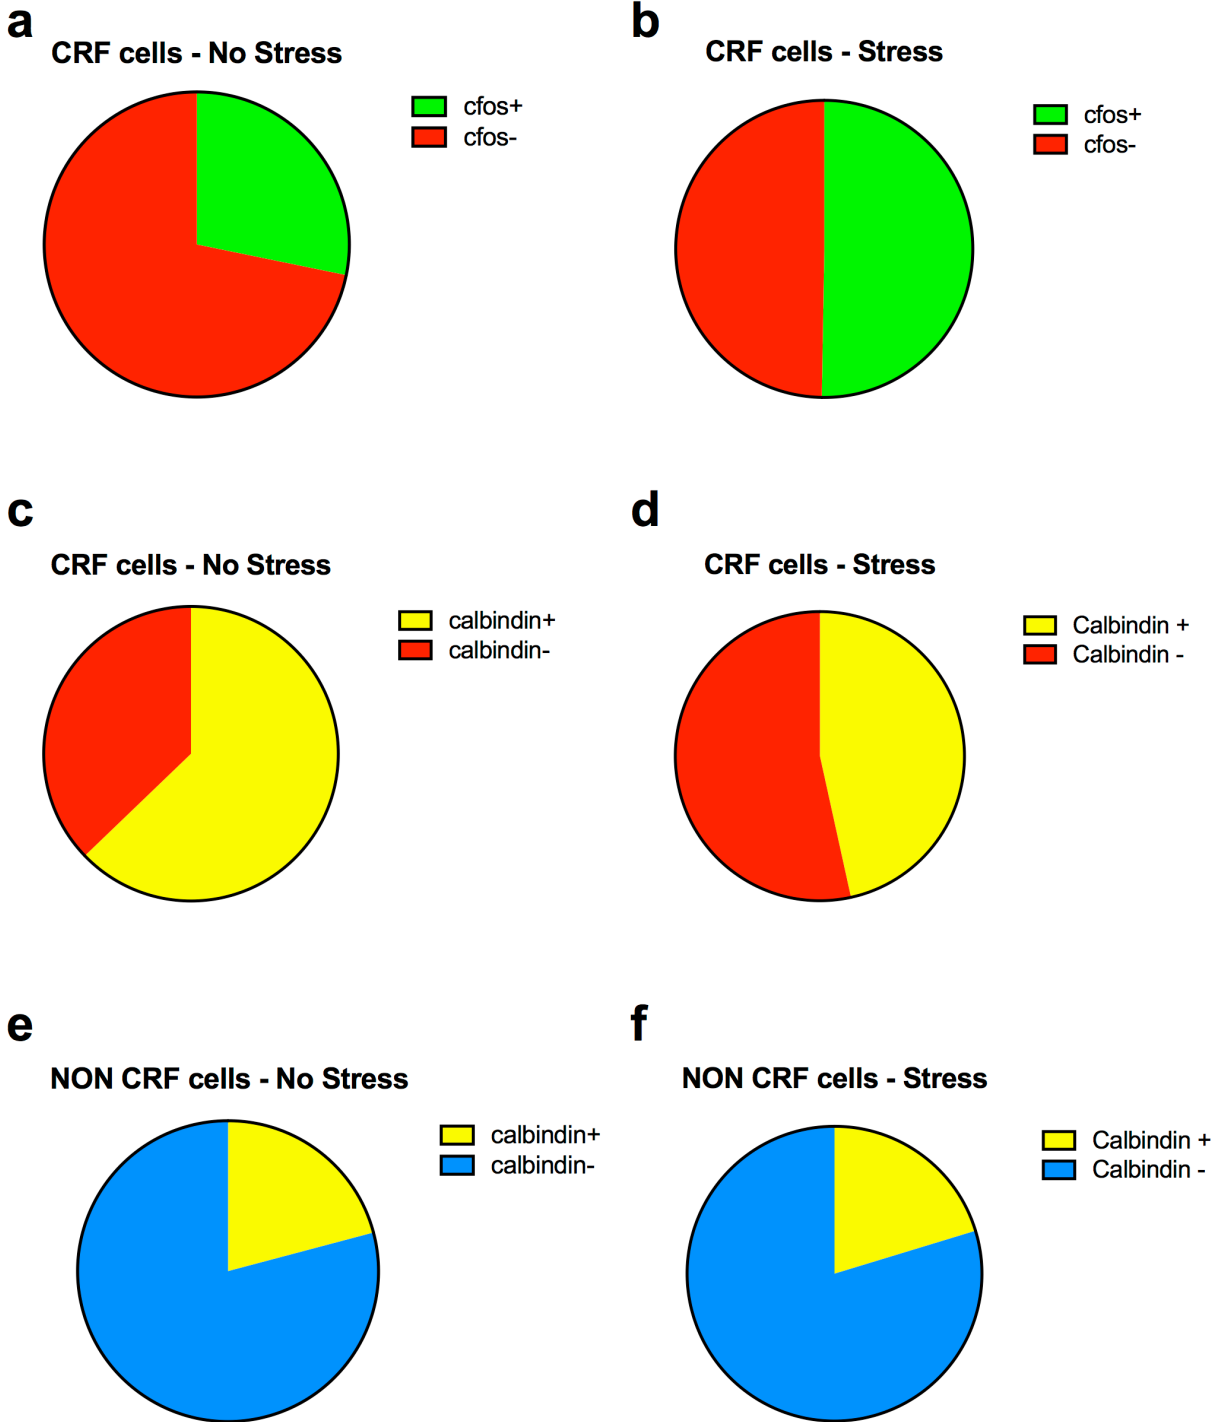 a
CRF cells - No Stress
cfos+
cfos-
b
CRF cells - Stress
cfos+
cfos-
c
CRF cells - No Stress
calbindin+
calbindin-
d
CRF cells - Stress
Calbindin +
Calbindin -
e
NON CRF cells - No Stress
calbindin+
calbindin-
f
NON CRF cells - Stress
Calbindin +
Calbindin -